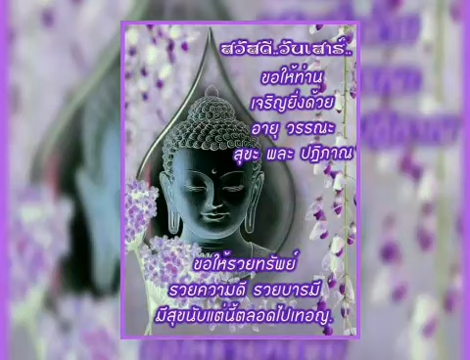 สวัสดี..วันเสาร์..
ขอให้ท่าน
เจริญยิ่งด้วย
อายุ วรรณะ
สุขะ พละ ปฏิภาณ
ขอให้รวยทรัพย์
รวยความดี รวยบารมี
มีสุขนับแต่นี้ตลอดไปเทอญ.